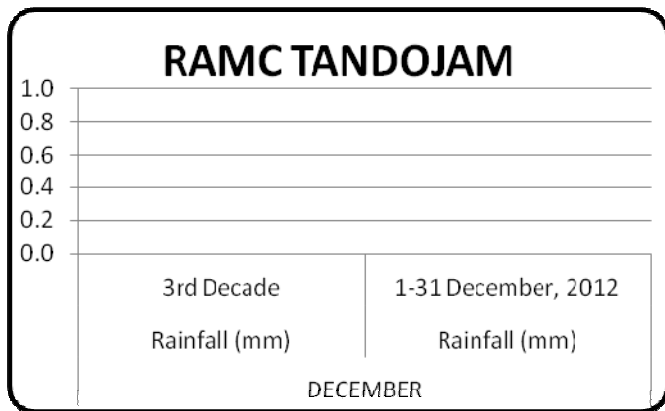 RAMC TANDOJAM
1.0
0.8
0.6
0.4
0.2
0.0
3rd Decade
1-31 December, 2012
Rainfall (mm)
Rainfall (mm)
DECEMBER